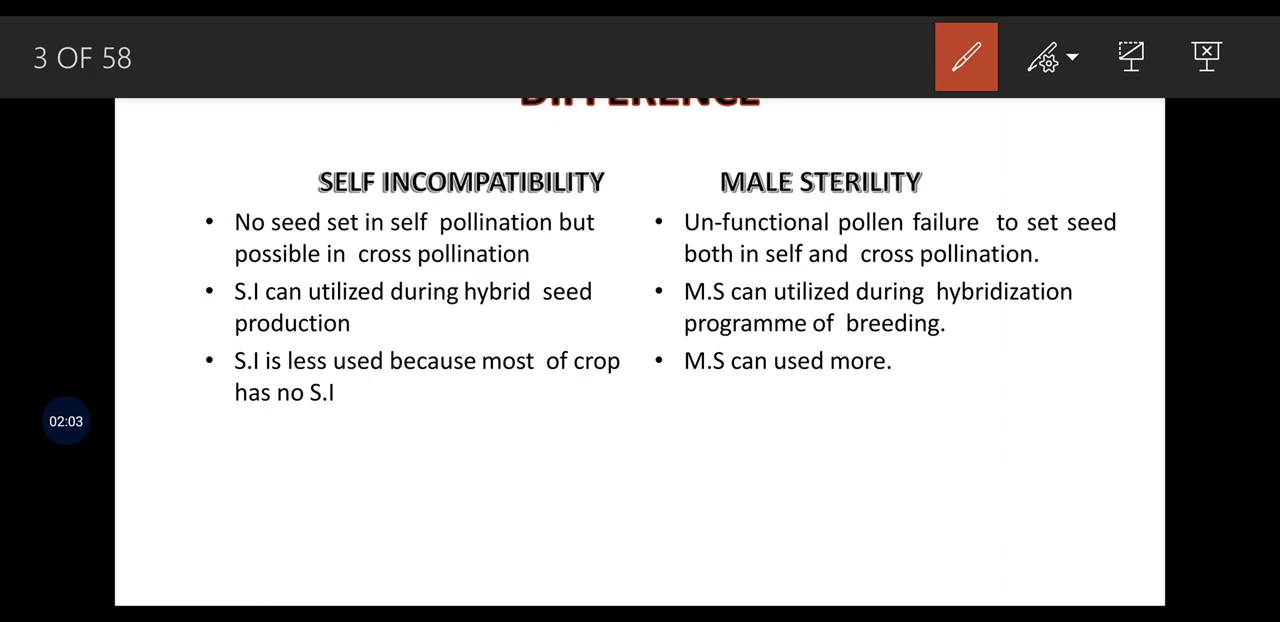 3 OF 58
DIFFERENCE
SELF INCOMPATIBILITY
No seed set in self pollination but
possible in cross pollination
S.I can utilized during hybrid seed
production
S.I is less used because most of crop
has no S.I
MALE STERILITY
Un-functional pollen failure to set seed
both in self and cross pollination.
M.S can utilized during hybridization
programme of breeding.
M.S can used more.
02:03